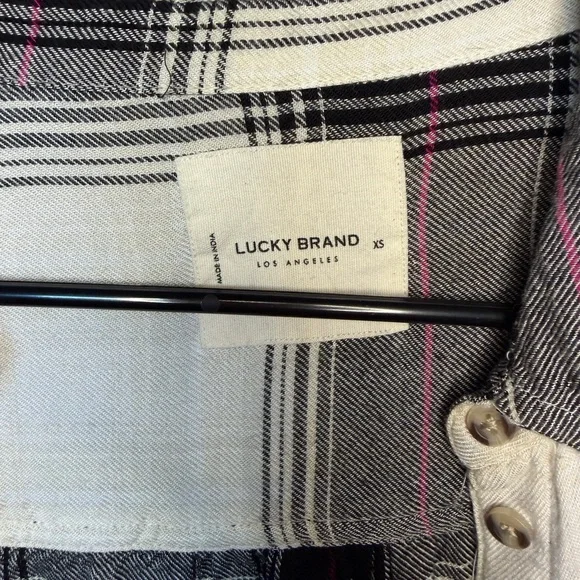 LUCKY BRAND XS
LOS ANGELES
MADE IN INDIA